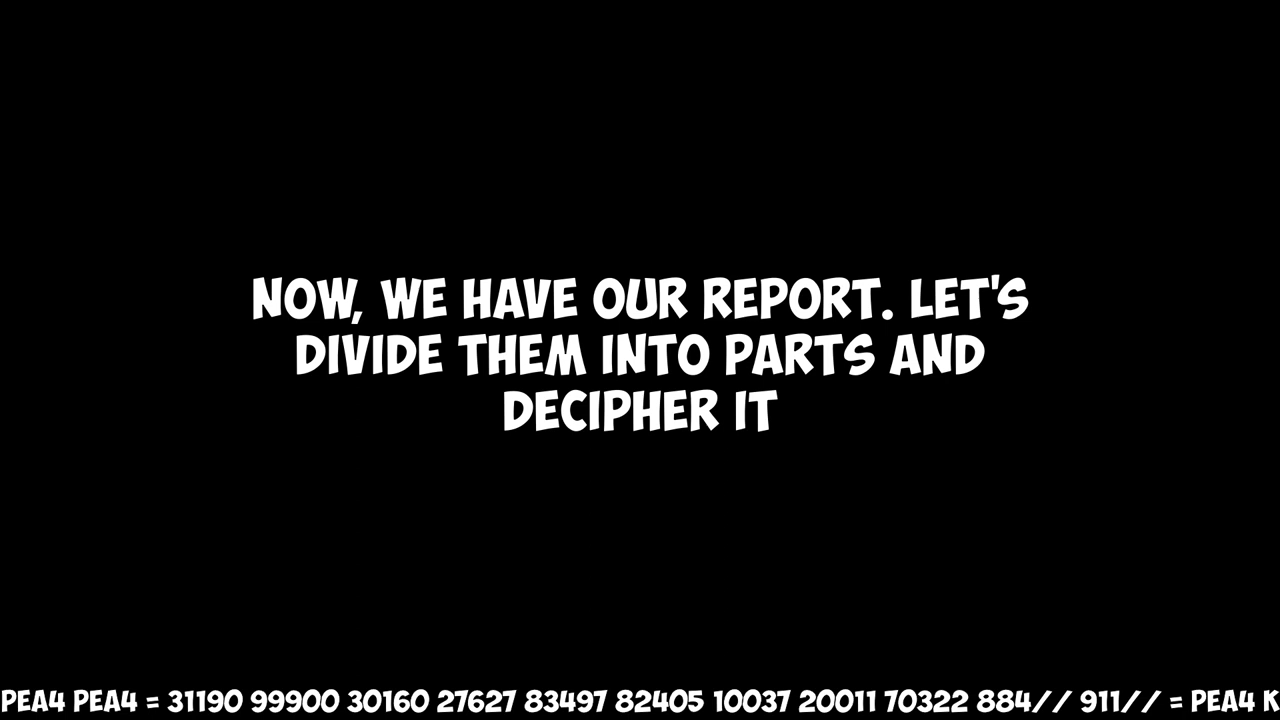 NOW, WE HAVE OUR REPORT. LET'S
DIVIDE THEM INTO PARTS AND
DECIPHER IT
PEA4 PEA4 = 31190 99900 30160 27627 83497 82405 10037 20011 70322 884// 911// = PEA4 K